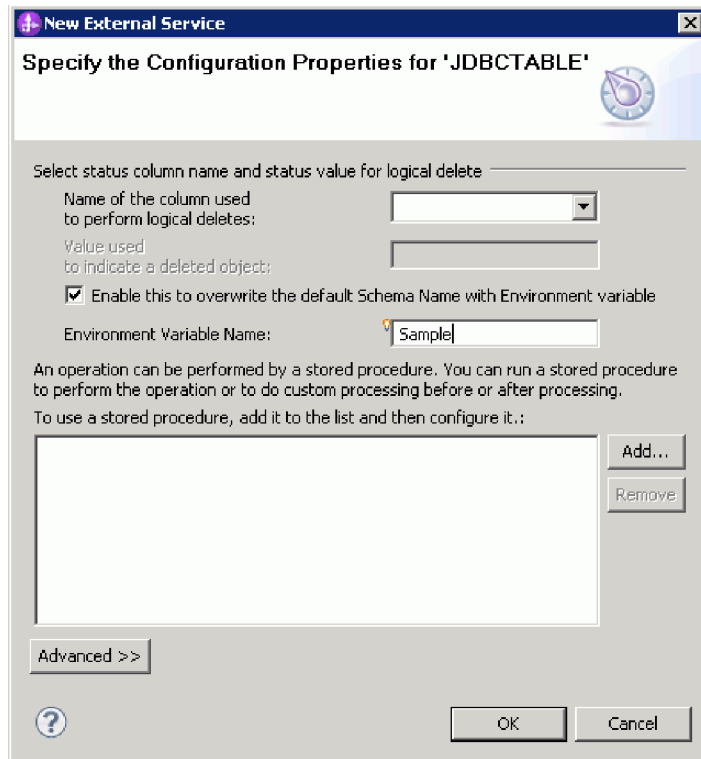 New External Service
Specify the Configuration Properties for 'JDBCTABLE'
Select status column name and status value for logical delete
Name of the column used
to perform logical deletes:
Value used
to indicate a deleted object:
Enable this to overwrite the default Schema Name with Environment variable
Environment Variable Name:
Sample
An operation can be performed by a stored procedure. You can run a stored procedure
to perform the operation or to do custom processing before or after processing.
To use a stored procedure, add it to the list and then configure it.:
Add...
Remove
Advanced >>
?
OK
Cancel